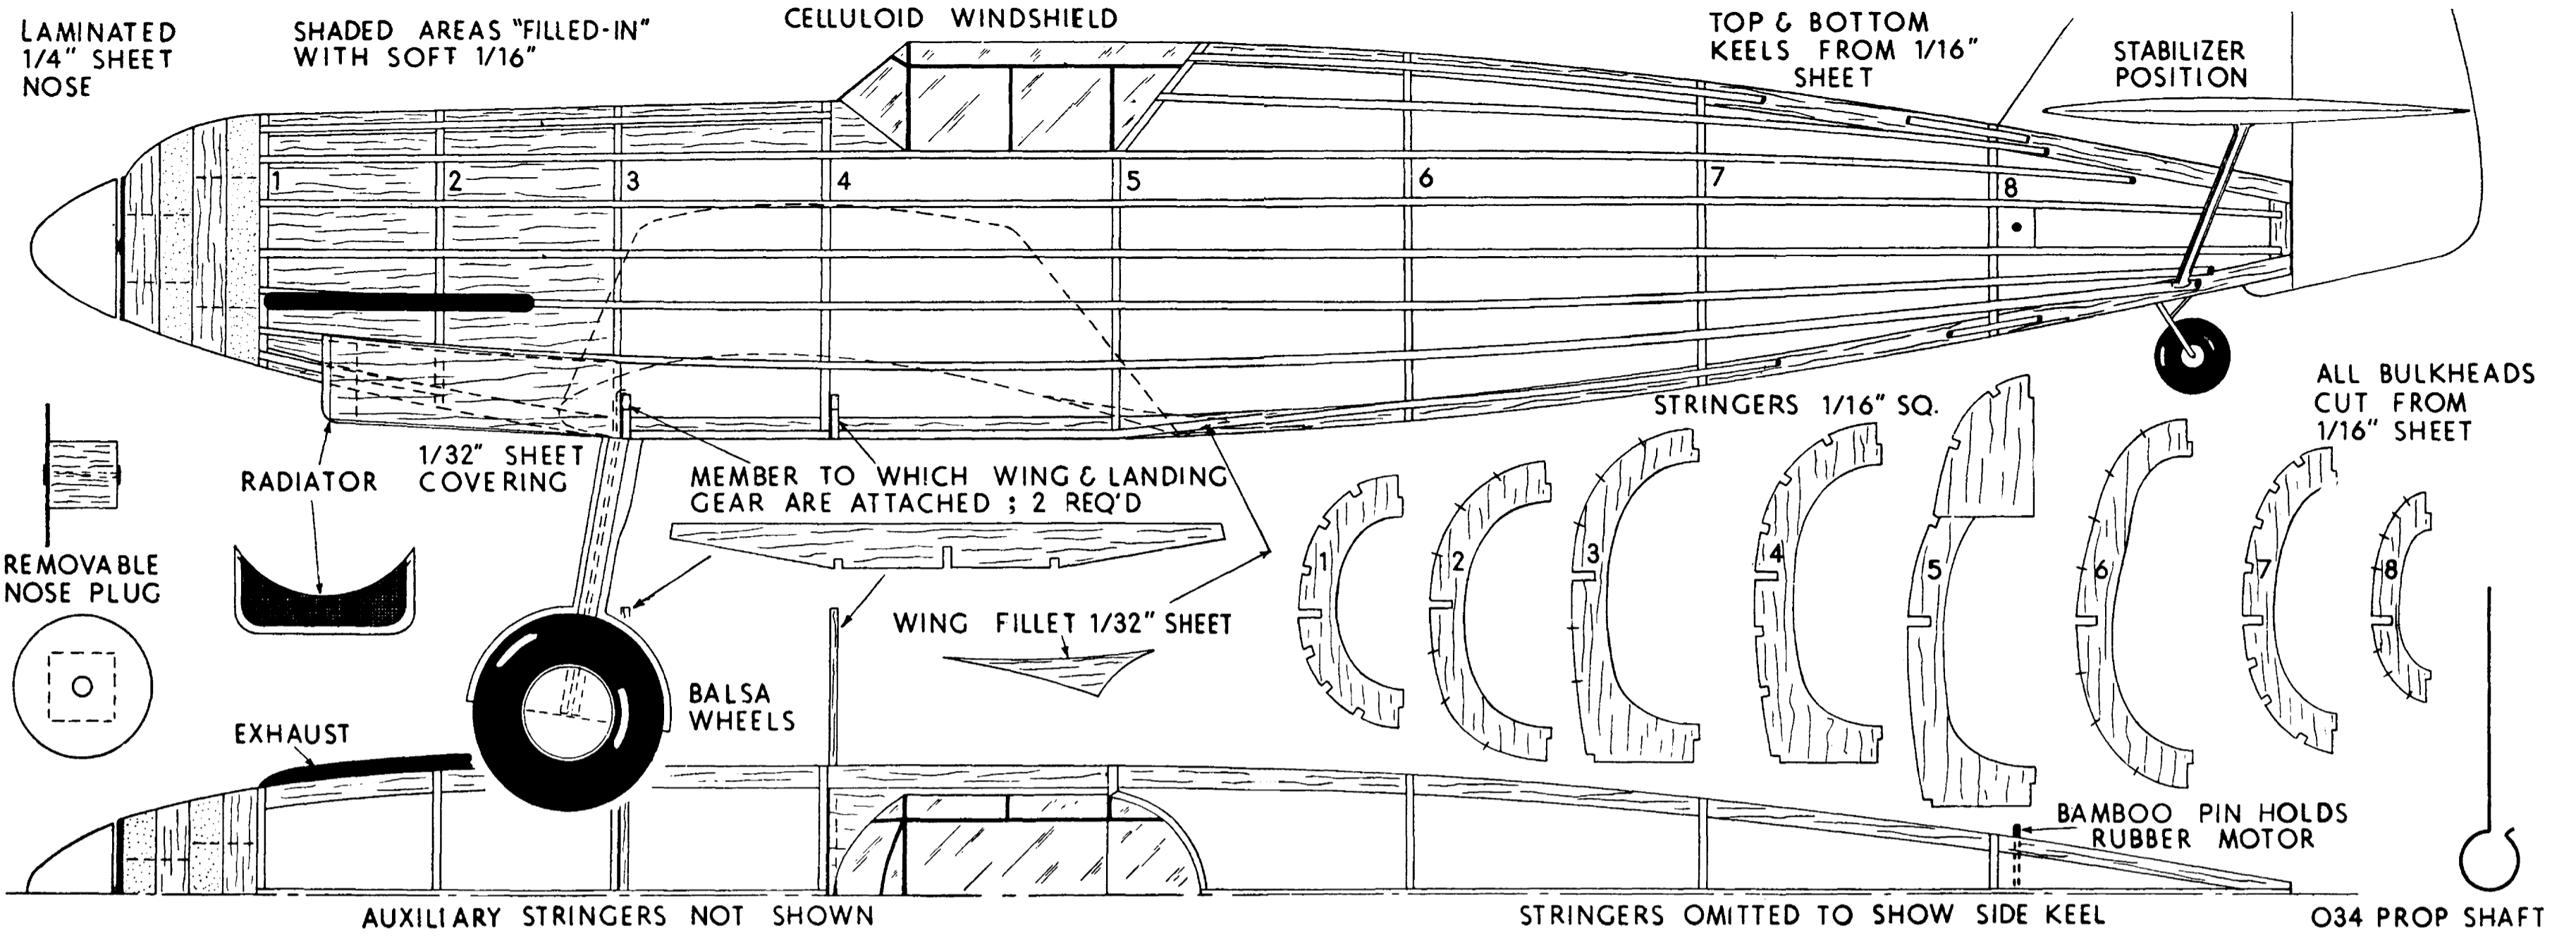 LAMINATED
1/4" SHEET
NOSE
SHADED AREAS "FILLED-IN"
WITH SOFT 1/16"
CELLULOID WINDSHIELD
TOP & BOTTOM
KEELS FROM 1/16"
SHEET
STABILIZER
POSITION
1 2 3 4 5 6 7 8
ALL BULKHEADS
CUT FROM
1/16" SHEET
STRINGERS 1/16" SQ.
1/32" SHEET
COVERING
RADIATOR
MEMBER TO WHICH WING & LANDING
GEAR ARE ATTACHED ; 2 REQ'D
REMOVABLE
NOSE PLUG
1 2 3 4 5 6 7 8
WING FILLET 1/32" SHEET
BALSA
WHEELS
EXHAUST
BAMBOO PIN HOLDS
RUBBER MOTOR
AUXILIARY STRINGERS NOT SHOWN
STRINGERS OMITTED TO SHOW SIDE KEEL
034 PROP SHAFT